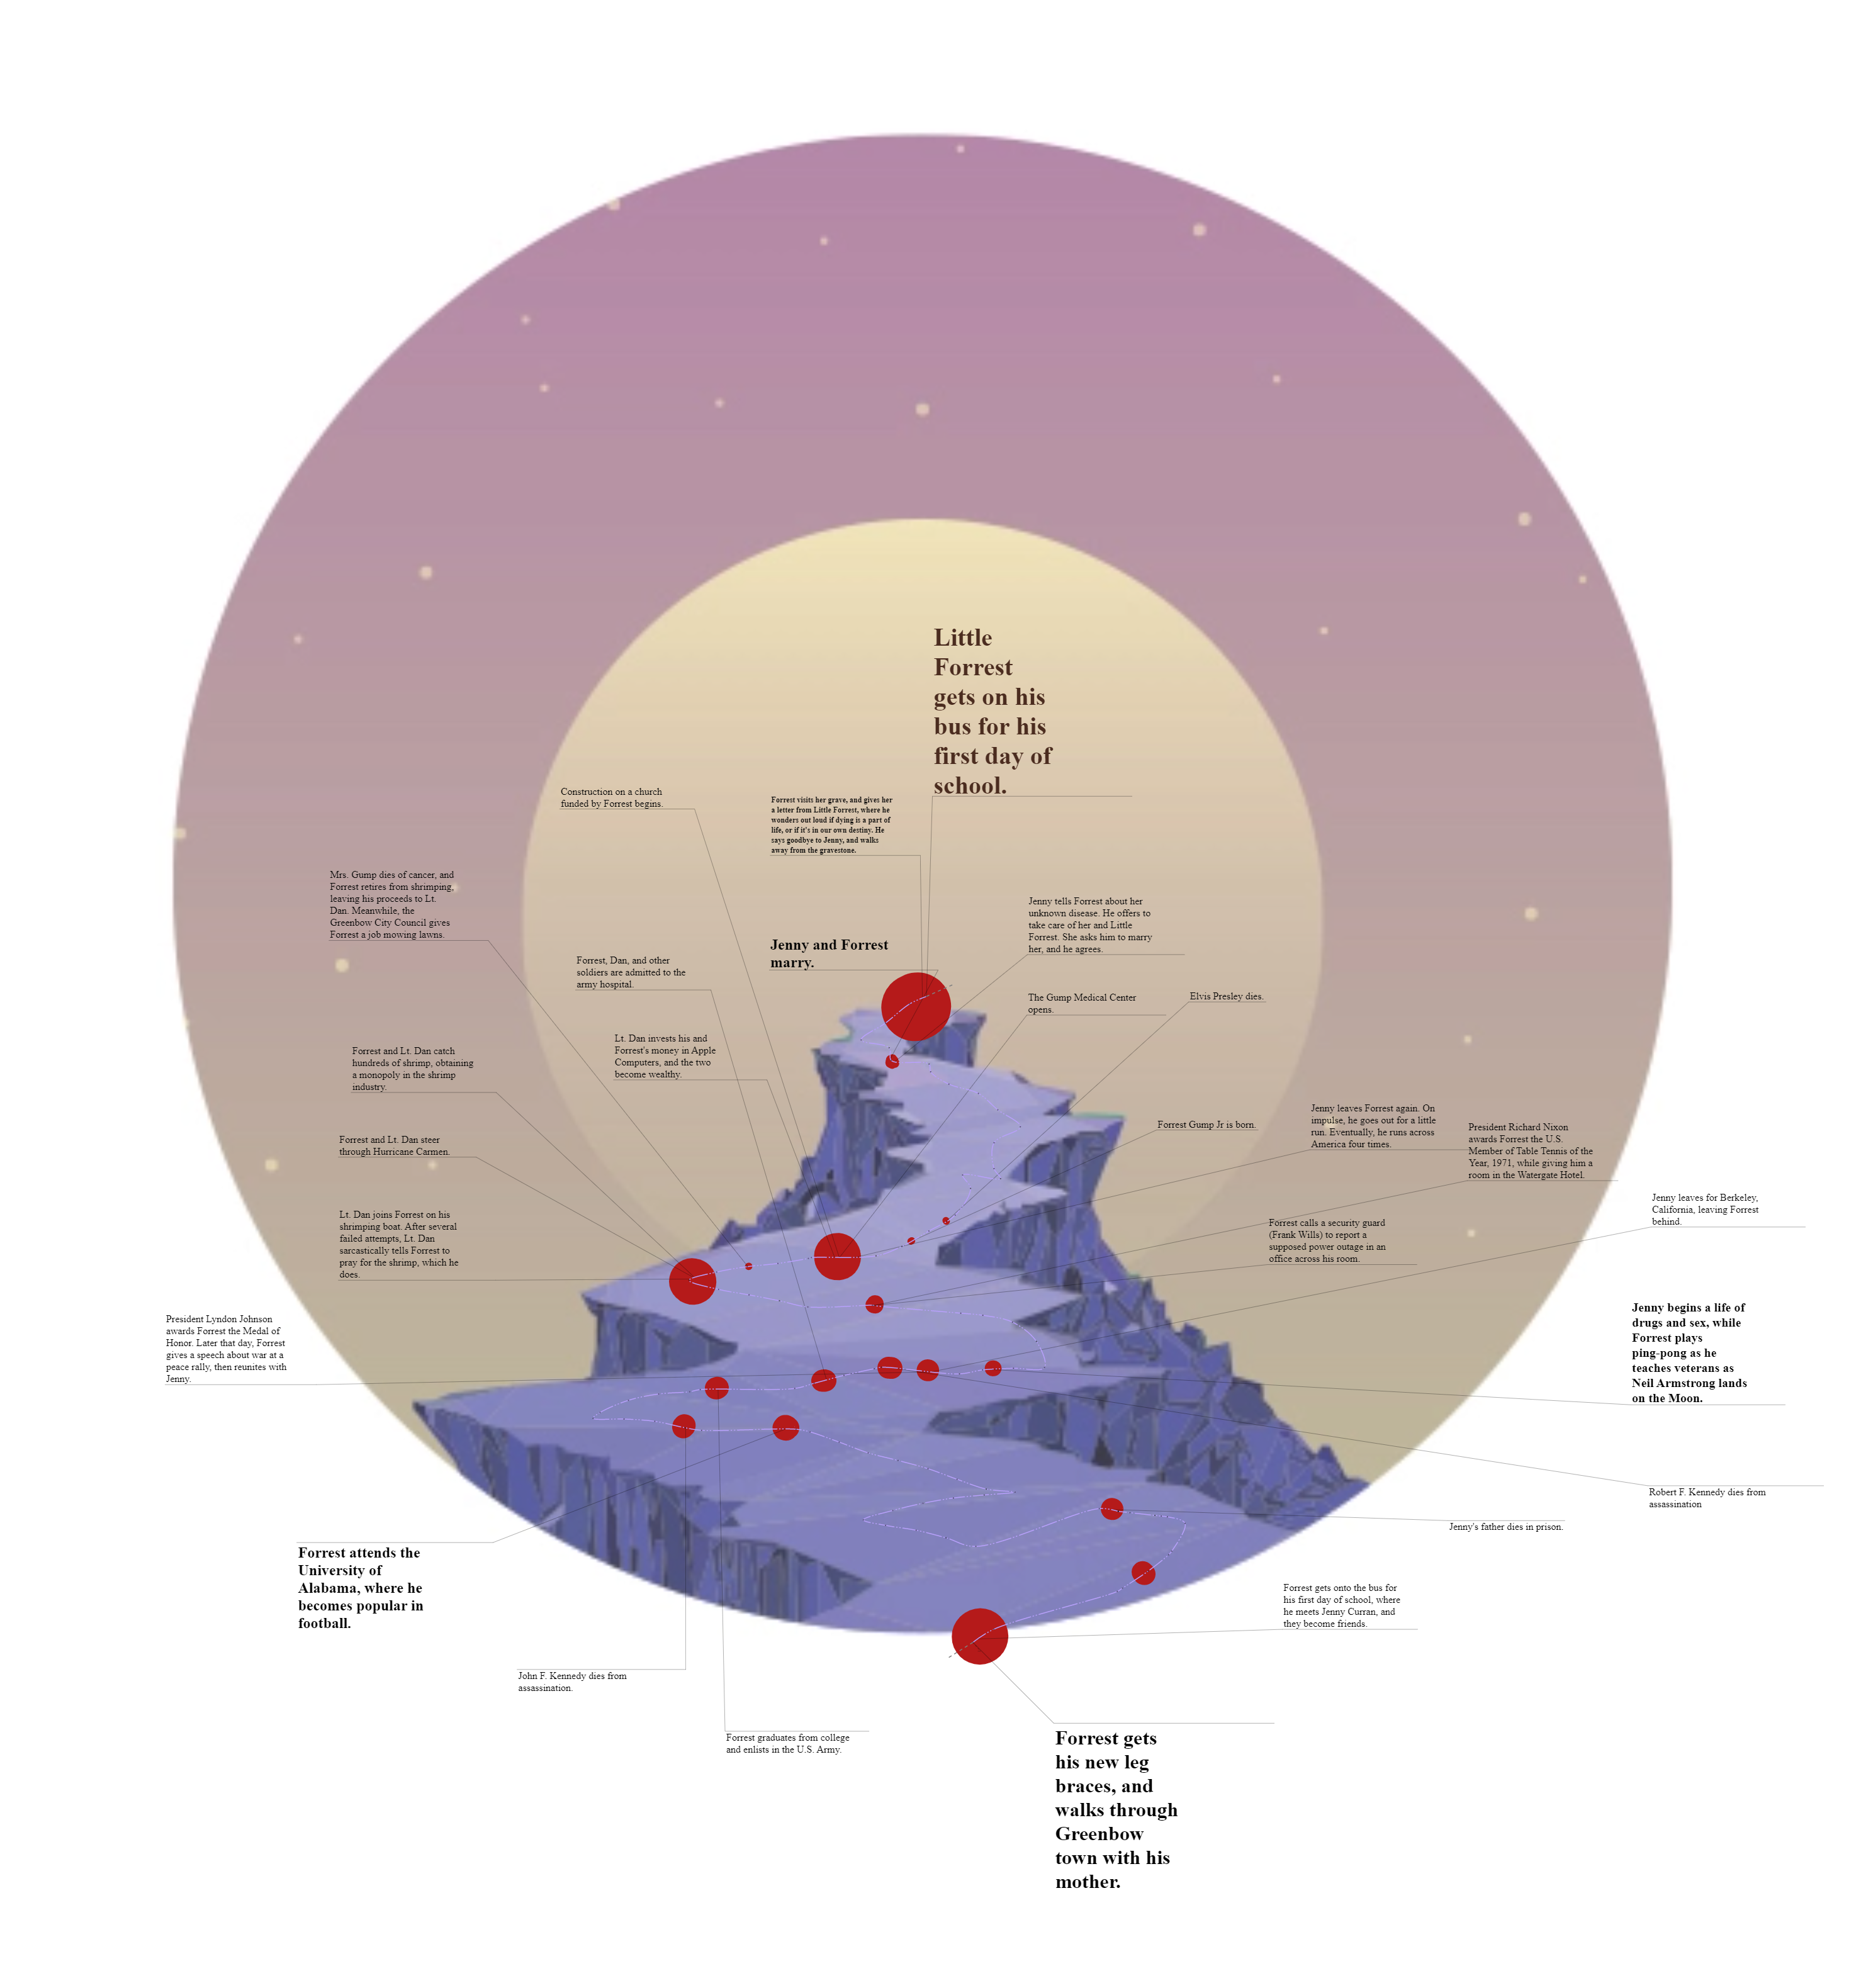 Little
Forrest
gets on his
bus for his
first day of
school.
Construction on a church
funded by Forrest begins.
Forrest visits her grave, and gives her
a letter from Little Forrest, where he
wonders out loud if dying is a part of
life, or if it's in our own destiny. He
says goodbye to Jenny, and walks
away from the gravestone.
Mrs. Gump dies of cancer, and
Forrest retires from shrimping,
leaving his proceeds to Lt.
Dan. Meanwhile, the
Greenbow City Council gives
Forrest a job mowing lawns.
Jenny tells Forrest about her
unknown disease. He offers to
take care of her and Little
Forrest. She asks him to marry
her, and he agrees.
Jenny and Forrest
marry.
Forrest, Dan, and other
soldiers are admitted to the
army hospital.
The Gump Medical Center
opens.
Elvis Presley dies.
Lt. Dan invests his and
Forrest's money in Apple
Computers, and the two
become wealthy.
Forrest and Lt. Dan catch
hundreds of shrimp, obtaining
a monopoly in the shrimp
industry.
Jenny leaves Forrest again. On
impulse, he goes out for a little
run. Eventually, he runs across
America four times.
Forrest Gump Jr is born.
President Richard Nixon
awards Forrest the U.S.
Member of Table Tennis of the
Year, 1971, while giving him a
room in the Watergate Hotel.
Forrest and Lt. Dan steer
through Hurricane Carmen.
Jenny leaves for Berkeley,
California, leaving Forrest
behind.
Lt. Dan joins Forrest on his
shrimping boat. After several
failed attempts, Lt. Dan
sarcastically tells Forrest to
pray for the shrimp, which he
does.
Forrest calls a security guard
(Frank Wills) to report a
supposed power outage in an
office across his room.
President Lyndon Johnson
awards Forrest the Medal of
Honor. Later that day, Forrest
gives a speech about war at a
peace rally, then reunites with
Jenny.
Jenny begins a life of
drugs and sex, while
Forrest plays
ping-pong as he
teaches veterans as
Neil Armstrong lands
on the Moon.
Robert F. Kennedy dies from
assassination
Jenny's father dies in prison.
Forrest attends the
University of
Alabama, where he
becomes popular in
football.
Forrest gets onto the bus for
his first day of school, where
he meets Jenny Curran, and
they become friends.
John F. Kennedy dies from
assassination.
Forrest graduates from college
and enlists in the U.S. Army.
Forrest gets
his new leg
braces, and
walks through
Greenbow
town with his
mother.